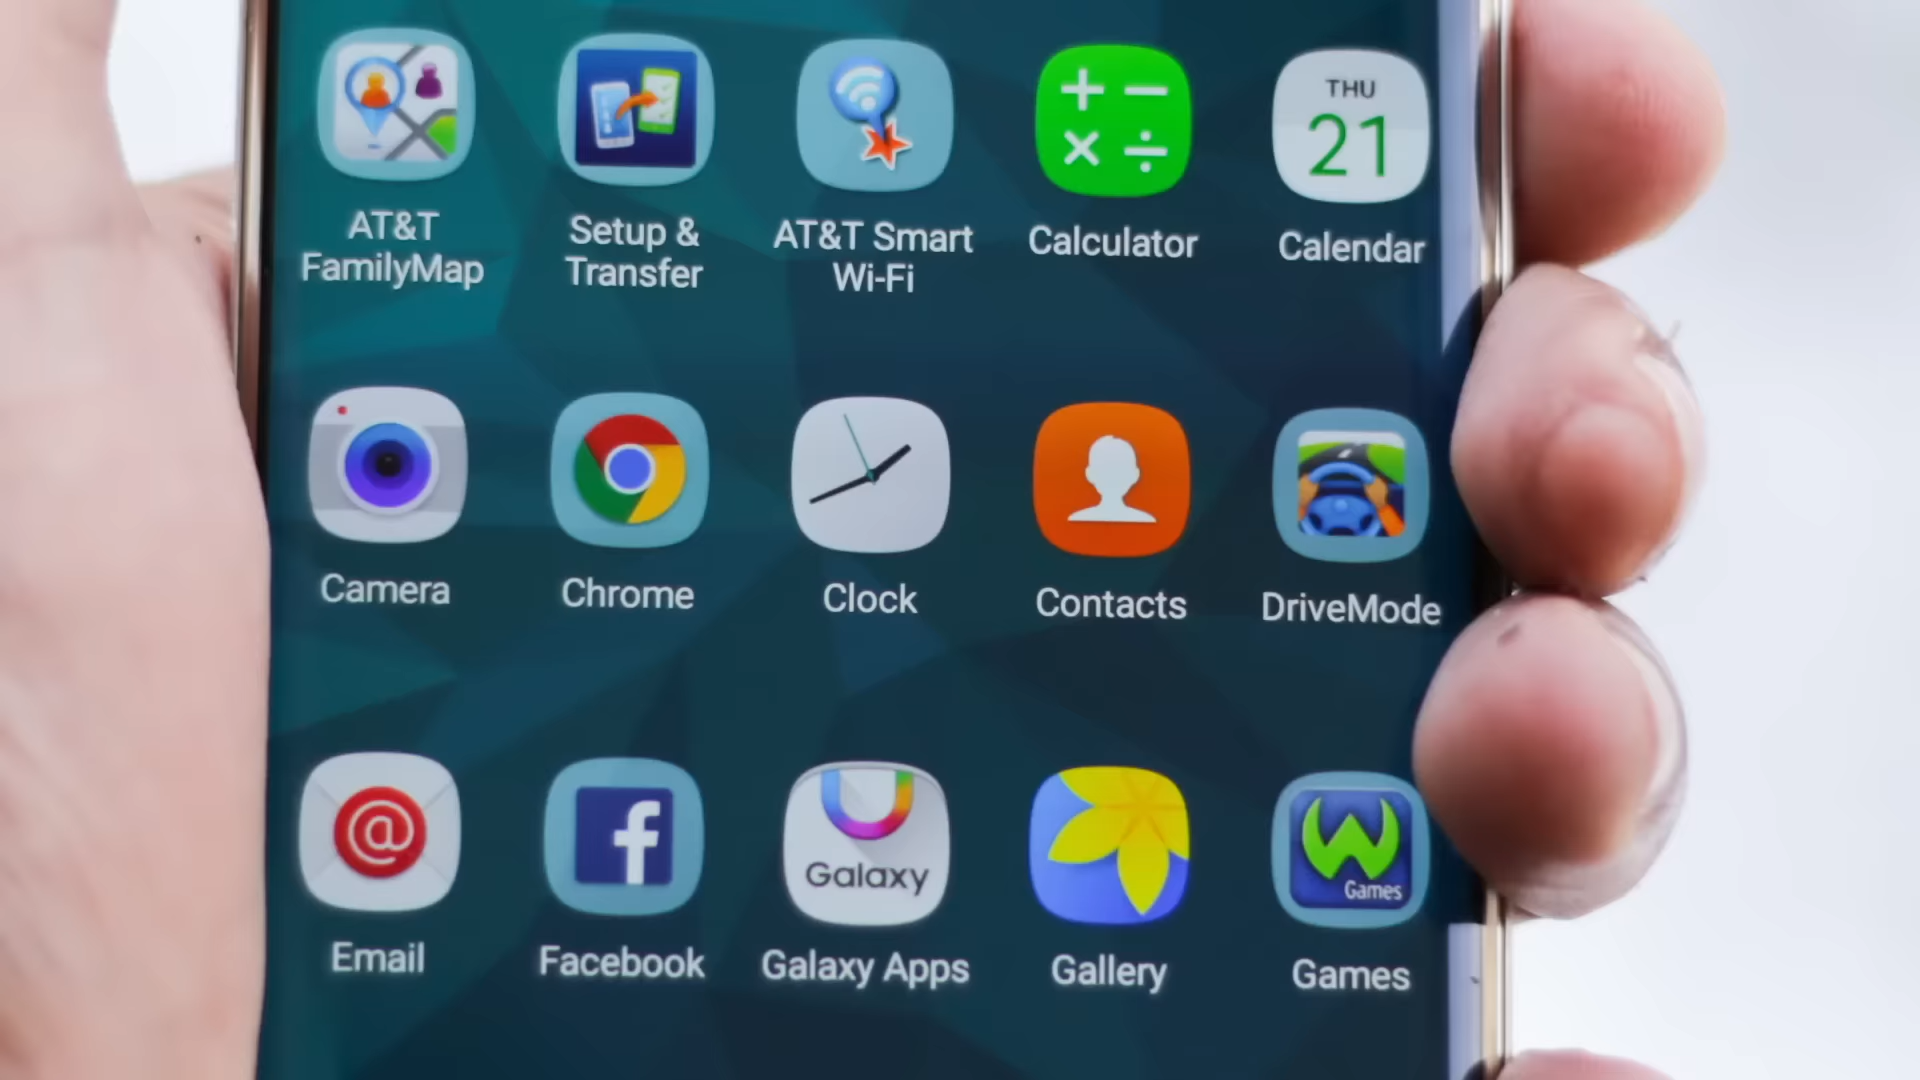 THU
21
AT&T
FamilyMap
Setup &
Transfer
AT&T Smart
Wi-Fi
Calculator
Calendar
Camera
Chrome
Clock
Contacts
DriveMode
@
f
Galaxy
Games
Email
Facebook
Galaxy Apps
Gallery
Games